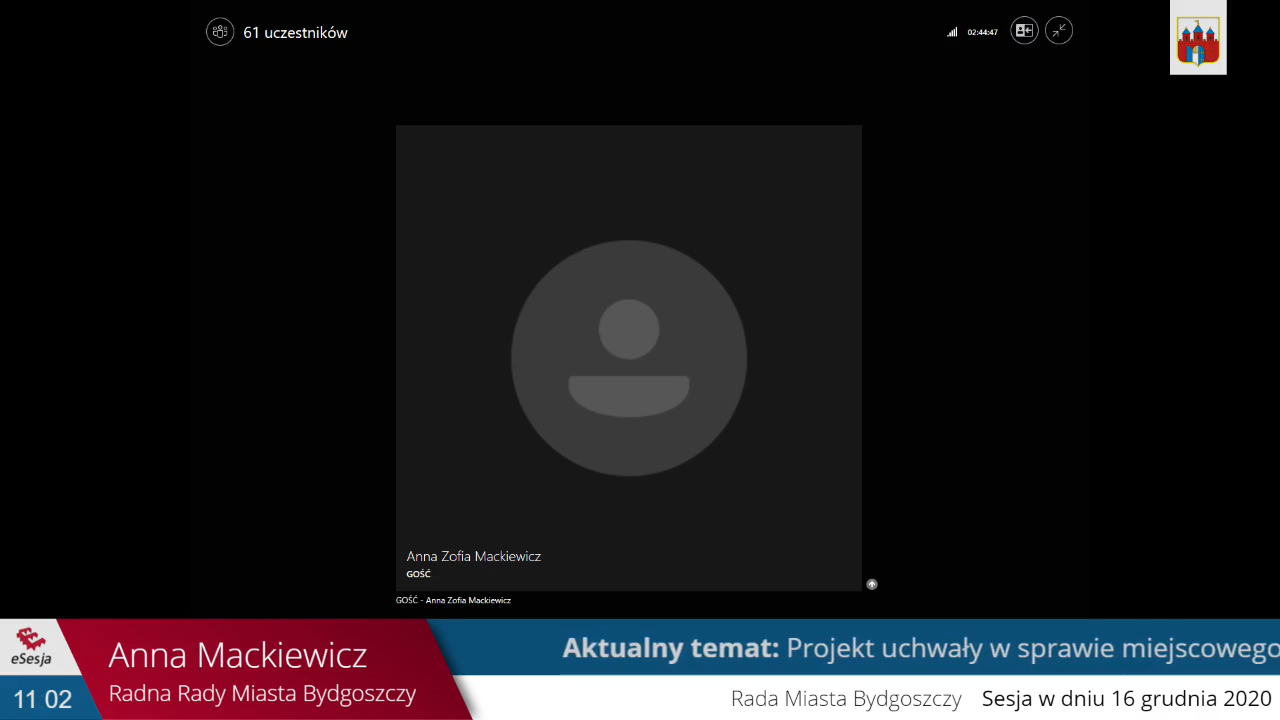 61 uczestników
02:44:47
Anna Zofia Mackiewicz
GOŚĆ
GOŚĆ - Anna Zofia Mackiewicz
eSesja
Anna Mackiewicz
Radna Rady Miasta Bydgoszczy
11 02
Aktualny temat: Projekt uchwały w sprawie miejscowego
Rada Miasta Bydgoszczy Sesja w dniu 16 grudnia 2020